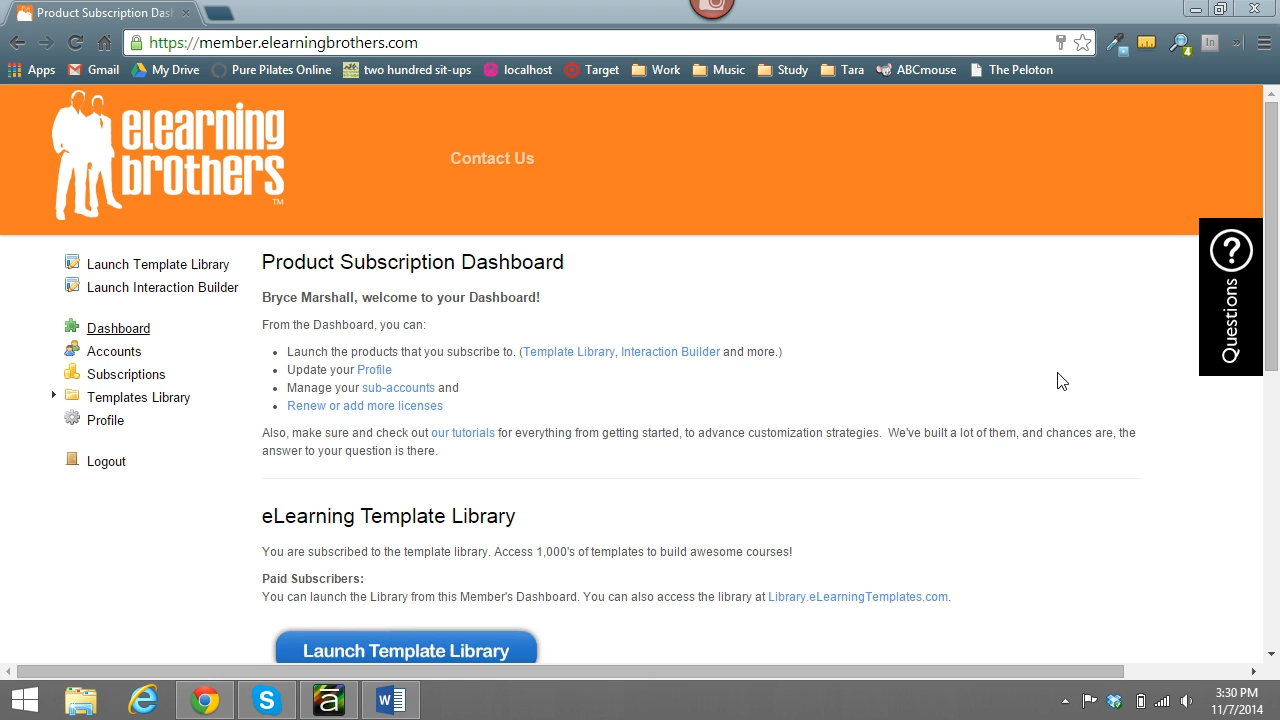 Product Subscription Dash
https://member.elearningbrothers.com
Apps Gmail My Drive Pure Pilates Online two hundred sit-ups localhost Target Work Music Study Tara ABCmouse The Peloton
elearning
brothers
TM
Contact Us
Questions
Launch Template Library
Launch Interaction Builder
Dashboard
Accounts
Subscriptions
Templates Library
Profile
Logout
Product Subscription Dashboard
Bryce Marshall, welcome to your Dashboard!
From the Dashboard, you can:
Launch the products that you subscribe to. (Template Library, Interaction Builder and more.)
Update your Profile
Manage your sub-accounts and
Renew or add more licenses
Also, make sure and check out our tutorials for everything from getting started, to advance customization strategies. We've built a lot of them, and chances are, the
answer to your question is there.
eLearning Template Library
You are subscribed to the template library. Access 1,000's of templates to build awesome courses!
Paid Subscribers:
You can launch the Library from this Member's Dashboard. You can also access the library at Library.eLearningTemplates.com.
Launch Template Library
3:30 PM
11/7/2014